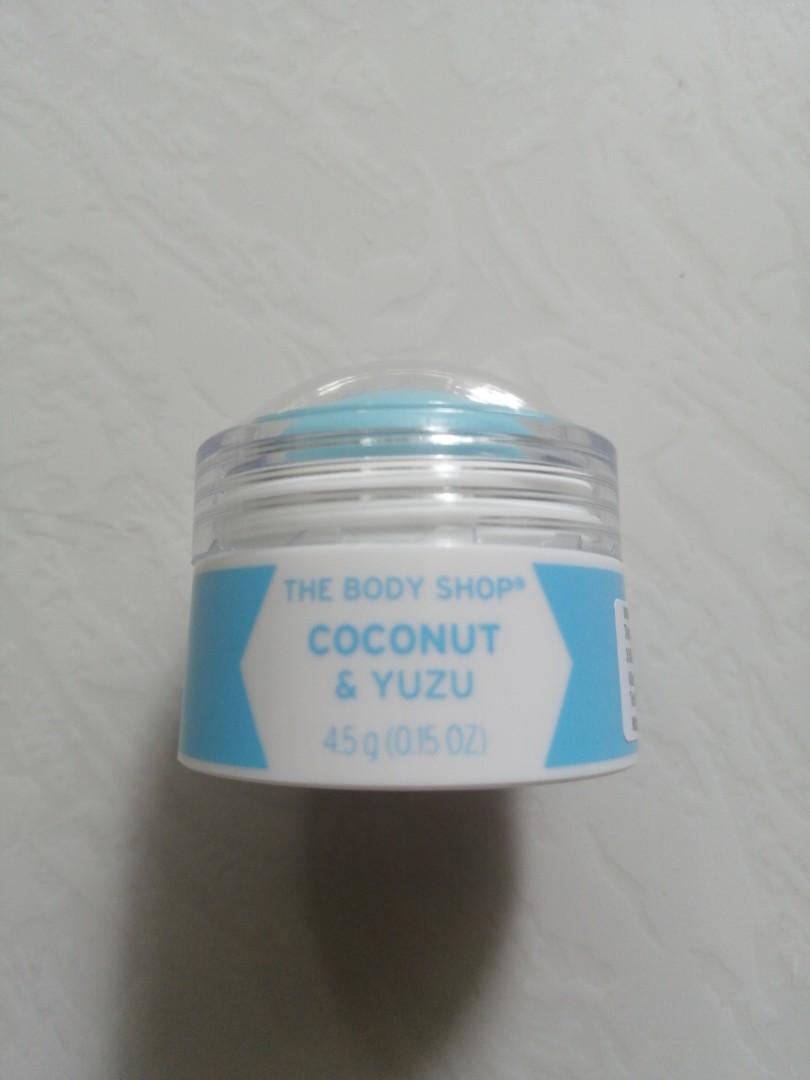 THE BODY SHOP®
COCONUT
& YUZU
4.5 g (0.15 OZ)